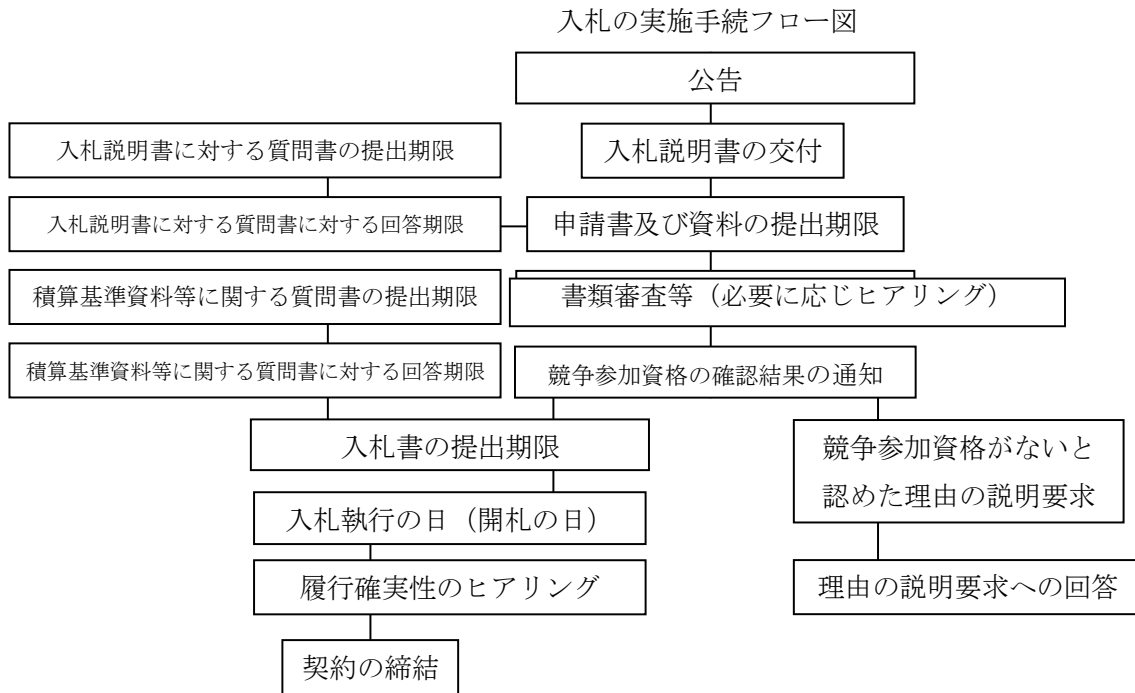 入札の実施手続フロー図
公告
入札説明書に対する質問書の提出期限
入札説明書の交付
入札説明書に対する質問書に対する回答期限
申請書及び資料の提出期限
積算基準資料等に関する質問書の提出期限
書類審査等（必要に応じヒアリング）
積算基準資料等に関する質問書に対する回答期限
競争参加資格の確認結果の通知
入札書の提出期限
競争参加資格がないと
認めた理由の説明要求
入札執行の日（開札の日）
履行確実性のヒアリング
理由の説明要求への回答
契約の締結